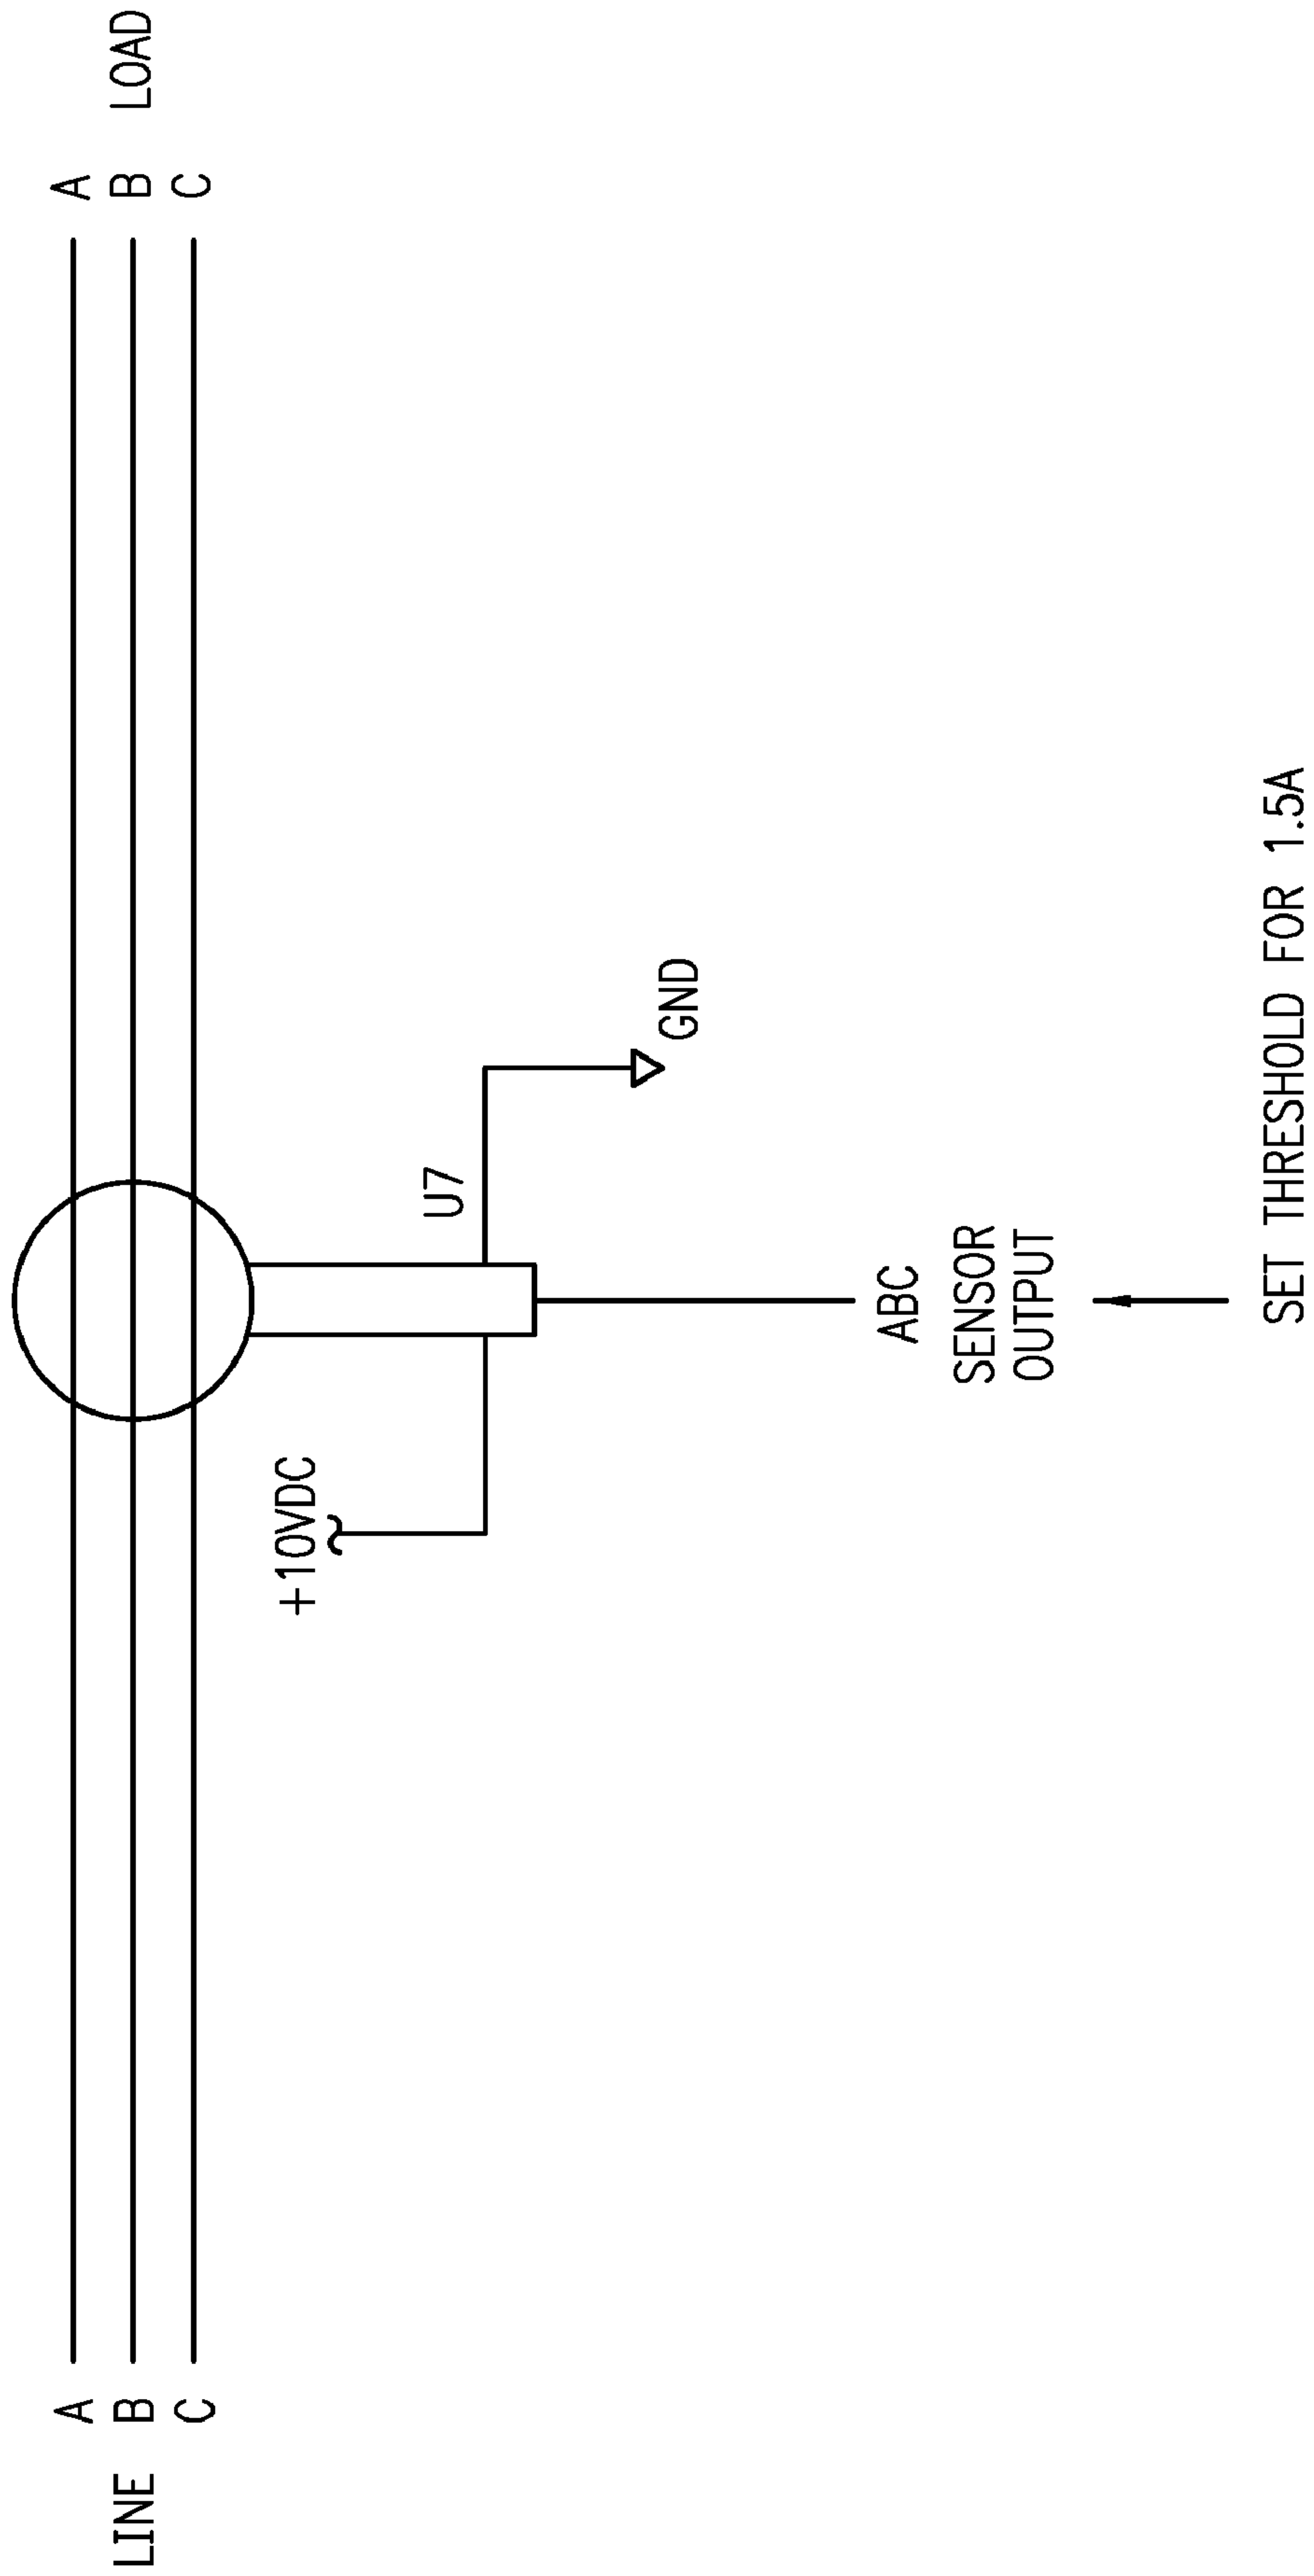 A
LINE B
C
A
B LOAD
C
+10VDC
U7
GND
ABC
SENSOR
OUTPUT
SET THRESHOLD FOR 1.5A